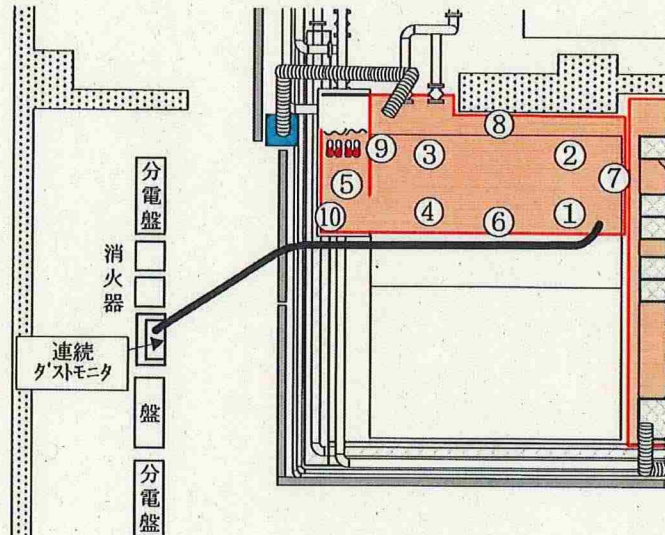 分電盤
消火器
連続
ダストモニタ
盤
分電盤
⑧
⑨
③
②
⑤
⑦
⑩
④
⑥
①